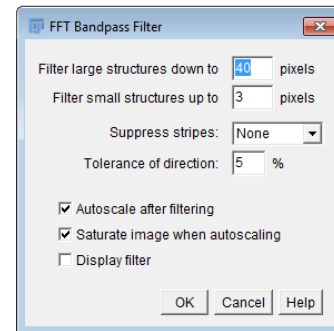 FFT Bandpass Filter
Filter large structures down to 40 pixels
Filter small structures up to 3 pixels
Suppress stripes: None
Tolerance of direction: 5 %
Autoscale after filtering
Saturate image when autoscaling
Display filter
OK Cancel Help